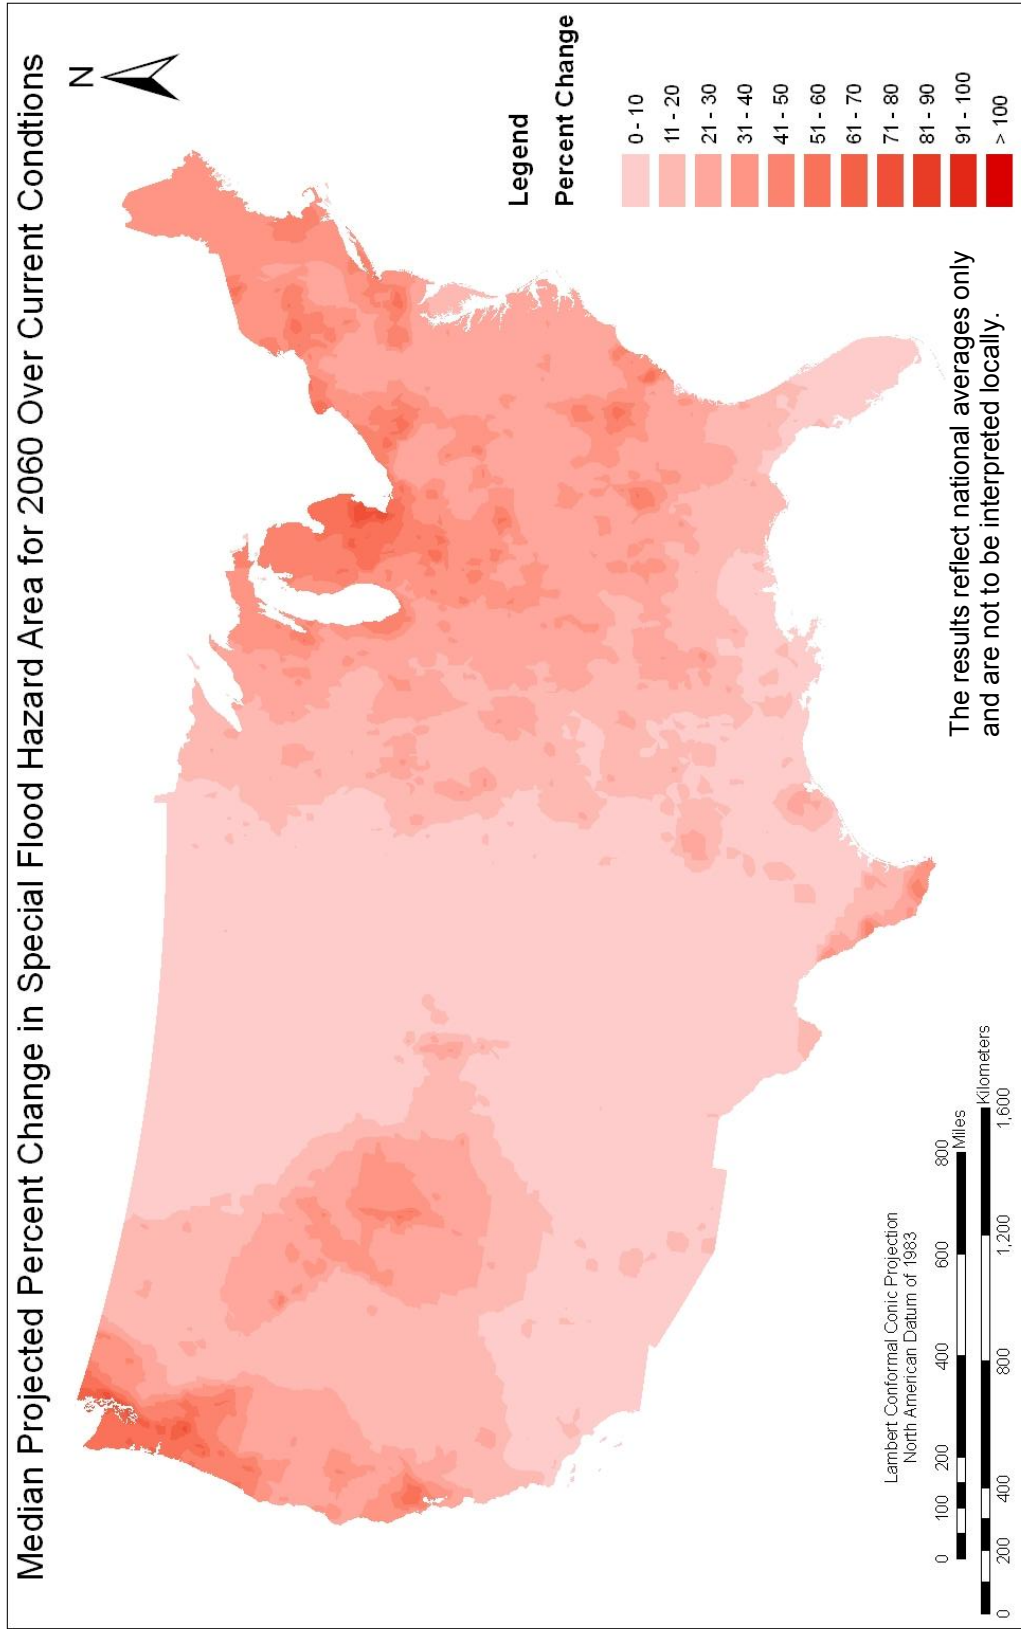 Median Projected Percent Change in Special Flood Hazard Area for 2060 Over Current Condtions
N
Legend
Percent Change
0 - 10
11 - 20
21 - 30
31 - 40
41 - 50
51 - 60
61 - 70
71 - 80
81 - 90
91 - 100
> 100
The results reflect national averages only
and are not to be interpreted locally.
Lambert Conformal Conic Projection
North American Datum of 1983
0 100 200 400 600 800
Miles
Kilometers
0 200 400 800 1,200 1,600